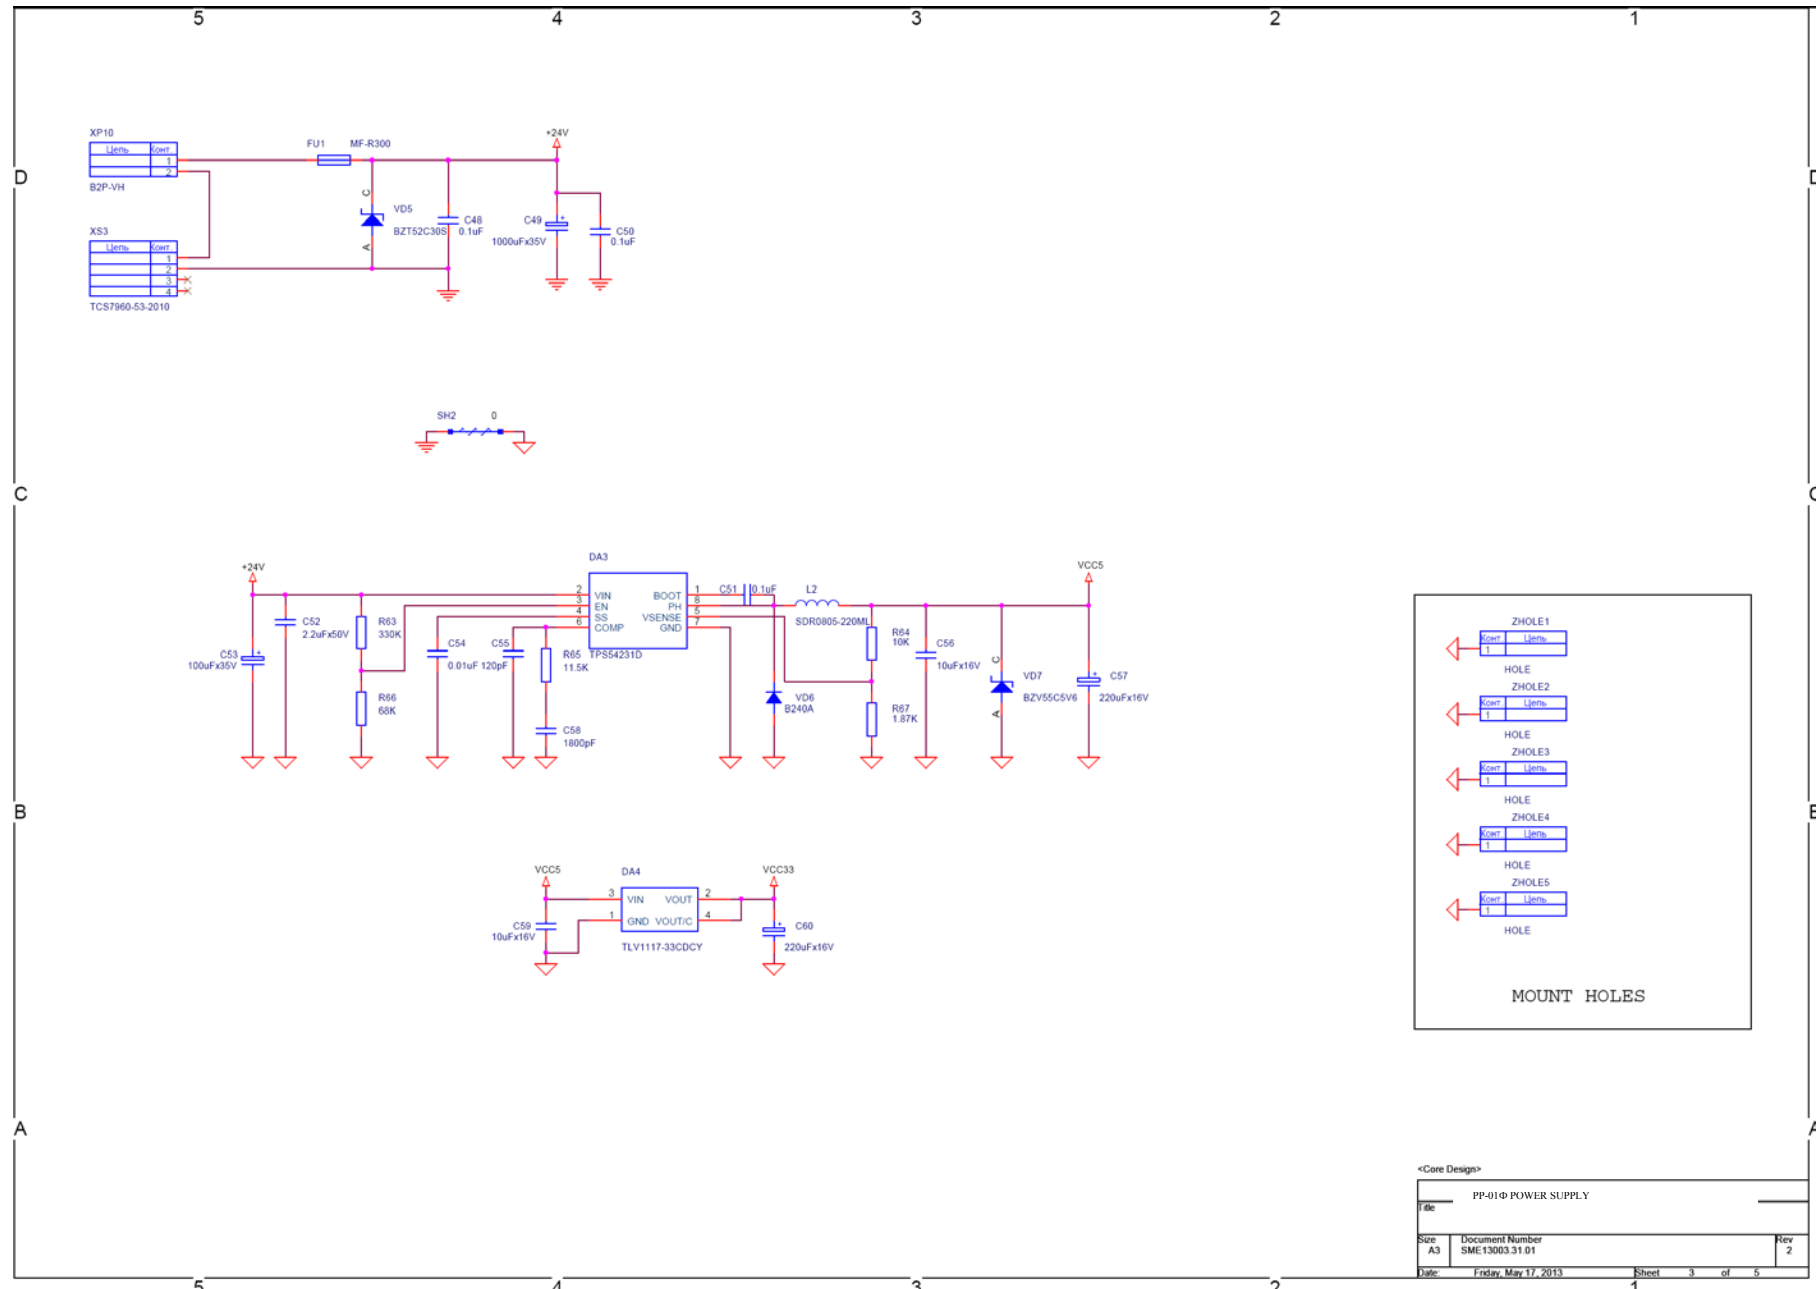 5 4 3 2 1
D D
C C
B B
A A
XP10
Цепь Конт.
1
2
B2P-VH
XS3
Цепь Конт.
1
2
3
4
TCS7960-53-2010
FU1 MF-R300
+24V
C
VD5
BZT52C30S
A
C48
0.1uF
C49
+
1000uFx35V
C50
0.1uF
SH2 0
+24V
C53
+
100uFx35V
C52
2.2uFx50V
R63
330K
R66
68K
C54
0.01uF
C55
120pF
R65
11.5K
C58
1800pF
DA3
2 VIN
3 EN
4 SS
6 COMP
BOOT 1
PH 8
VSENSE 5
GND 7
TPS54231D
C51 0.1uF
L2
SDR0805-220ML
VD6
B240A
R64
10K
R67
1.87K
C56
10uFx16V
C
VD7
BZV55C5V6
A
VCC5
+
C57
220uFx16V
VCC5
C59
10uFx16V
DA4
3 VIN VOUT 2
1 GND VOUT/C 4
TLV1117-33CDCY
VCC33
+
C60
220uFx16V
ZHOLE1
Конт. Цепь
1
HOLE
ZHOLE2
Конт. Цепь
1
HOLE
ZHOLE3
Конт. Цепь
1
HOLE
ZHOLE4
Конт. Цепь
1
HOLE
ZHOLE5
Конт. Цепь
1
HOLE
MOUNT HOLES
<Core Design>
PP-01Ф POWER SUPPLY
Title
Size Document Number Rev
A3 SME13003.31.01 2
Date: Friday, May 17, 2013 Sheet 3 of 5
5 4 3 2 1